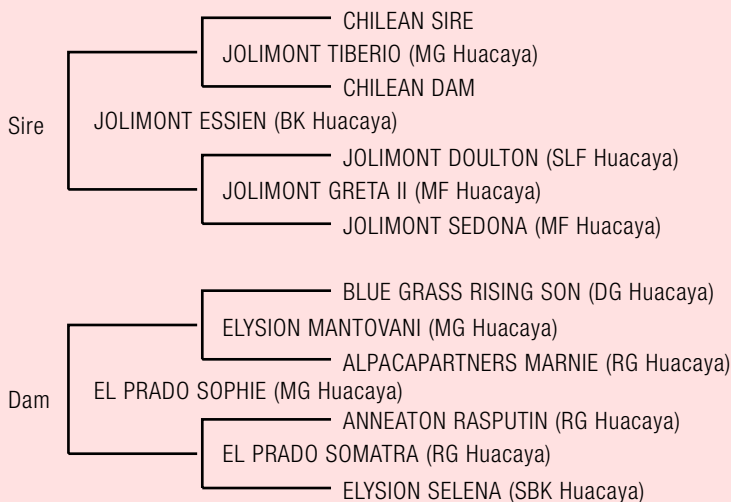 CHILEAN SIRE
JOLIMONT TIBERIO (MG Huacaya)
CHILEAN DAM
Sire
JOLIMONT ESSIEN (BK Huacaya)
JOLIMONT DOULTON (SLF Huacaya)
JOLIMONT GRETA II (MF Huacaya)
JOLIMONT SEDONA (MF Huacaya)
BLUE GRASS RISING SON (DG Huacaya)
ELYSION MANTOVANI (MG Huacaya)
ALPACAPARTNERS MARNIE (RG Huacaya)
Dam
EL PRADO SOPHIE (MG Huacaya)
ANNEATON RASPUTIN (RG Huacaya)
EL PRADO SOMATRA (RG Huacaya)
ELYSION SELENA (SBK Huacaya)